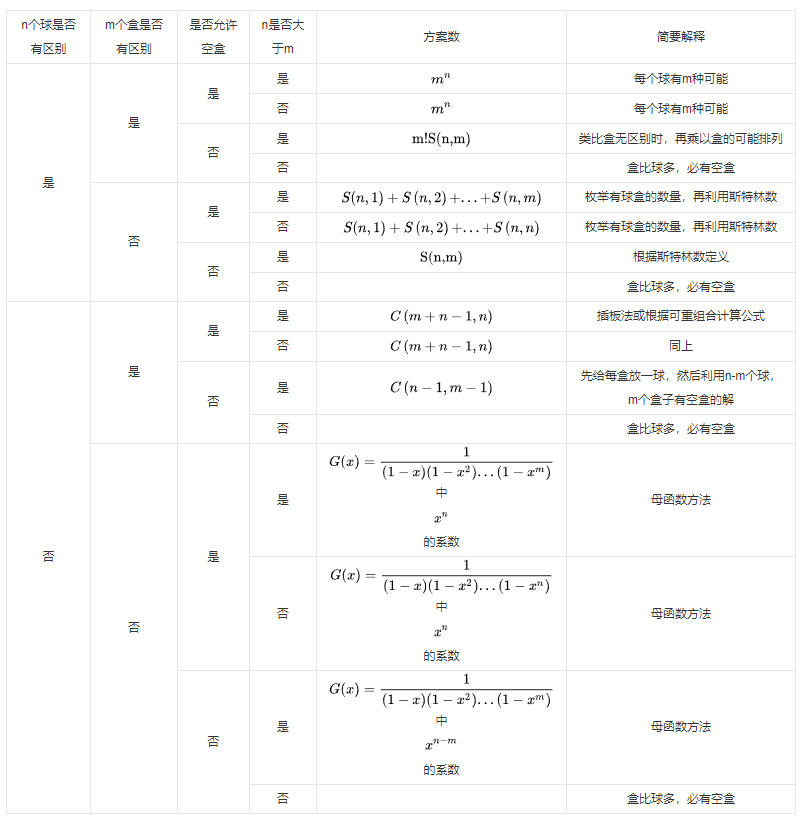 n个球是否有区别 m个盒是否有区别 是否允许空盒 n是否大于m 方案数 简要解释
是 是 是 是 mⁿ 每个球有m种可能
否 mⁿ 每个球有m种可能
否 是 m!S(n,m) 类比盒无区别时，再乘以盒的可能排列
否 盒比球多，必有空盒
否 是 是 S(n,1)+S(n,2)+...+S(n,m) 枚举有球盒的数量，再利用斯特林数
否 S(n,1)+S(n,2)+...+S(n,n) 枚举有球盒的数量，再利用斯特林数
否 是 S(n,m) 根据斯特林数定义
否 盒比球多，必有空盒
否 是 是 是 C(m+n−1,n) 插板法或根据可重组合计算公式
否 C(m+n−1,n) 同上
否 是 C(n−1,m−1) 先给每盒放一球，然后利用n-m个球，
m个盒子有空盒的解
否 盒比球多，必有空盒
否 是 是 G(x)=1/((1−x)(1−x²)...(1−xᵐ)) 母函数方法
中
xⁿ
的系数
否 G(x)=1/((1−x)(1−x²)...(1−xⁿ)) 母函数方法
中
xⁿ
的系数
否 是 G(x)=1/((1−x)(1−x²)...(1−xᵐ)) 母函数方法
中
xⁿ⁻ᵐ
的系数
否 盒比球多，必有空盒